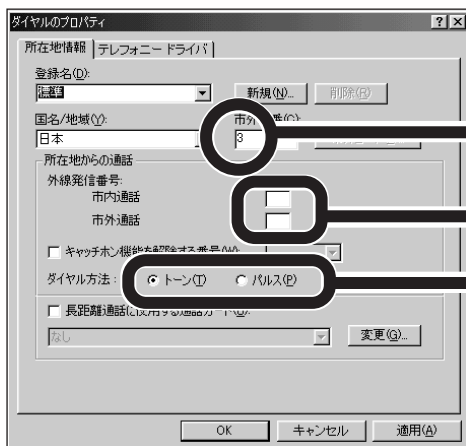 ダイヤルのプロパティ
所在地情報 テレフォニー ドライバ
登録名(D):
標準 新規(N)... 削除(R)
国名/地域(Y): 市外
日本 3
所在地からの通話
外線発信番号:
市内通話
市外通話
キャッチホン機能を解除する番号(W):
ダイヤル方法: トーン(T) パルス(P)
長距離通話に使用する通話カード(U):
なし 変更(G)...
OK キャンセル 適用(A)